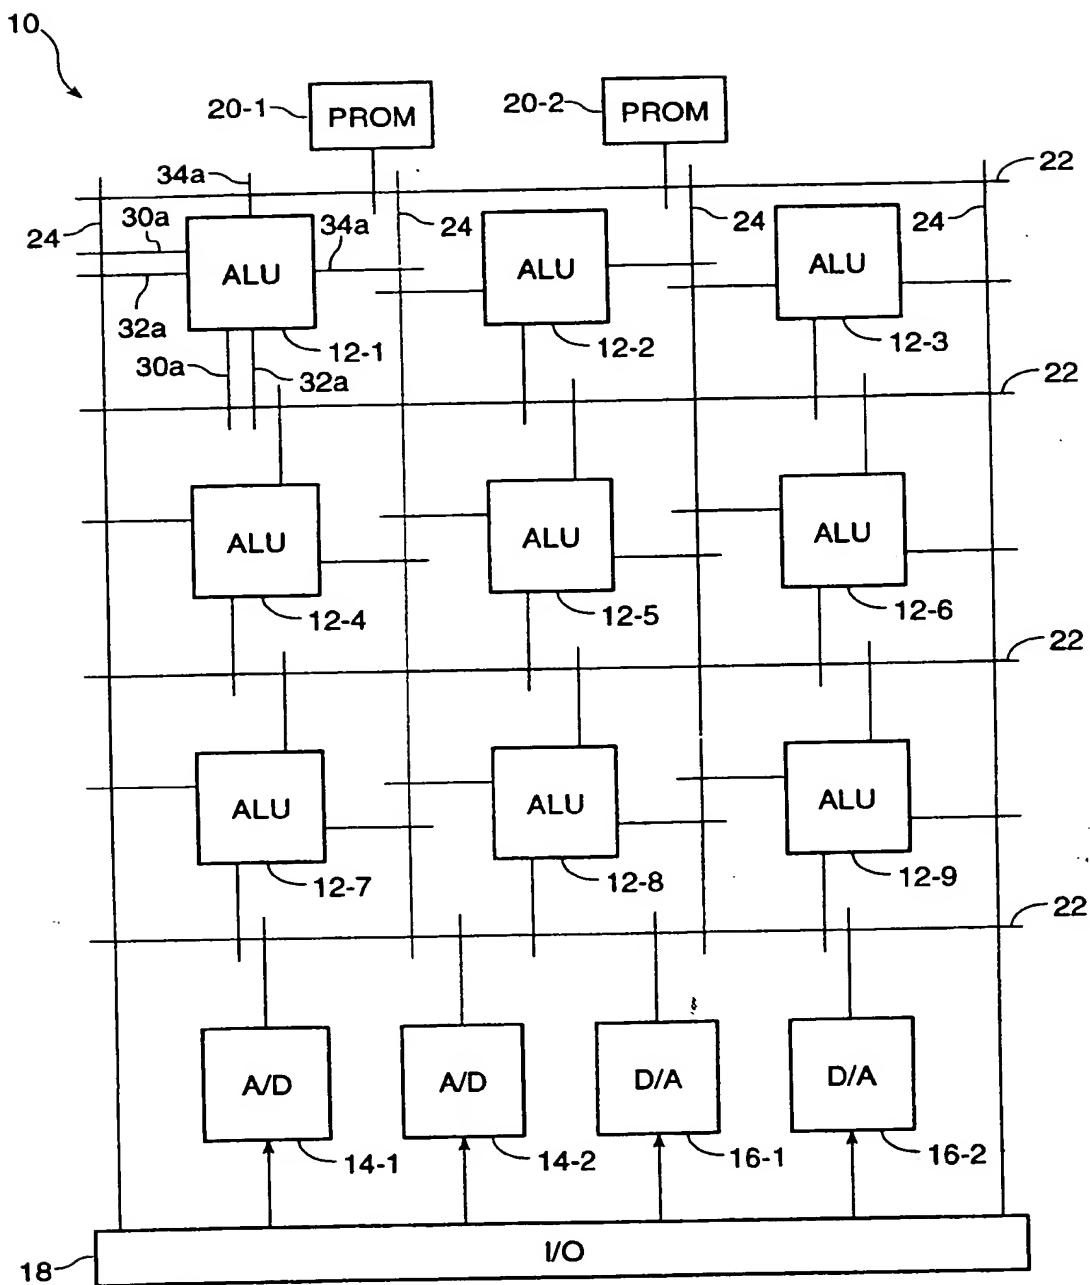 10
20-1 PROM 20-2 PROM
34a 22
24 30a ALU 34a 24 ALU 24 ALU 24
32a 12-1 12-2 12-3
30a 32a 22
ALU ALU ALU
12-4 12-5 12-6
22
ALU ALU ALU
12-7 12-8 12-9
22
A/D A/D D/A D/A
14-1 14-2 16-1 16-2
18 I/O